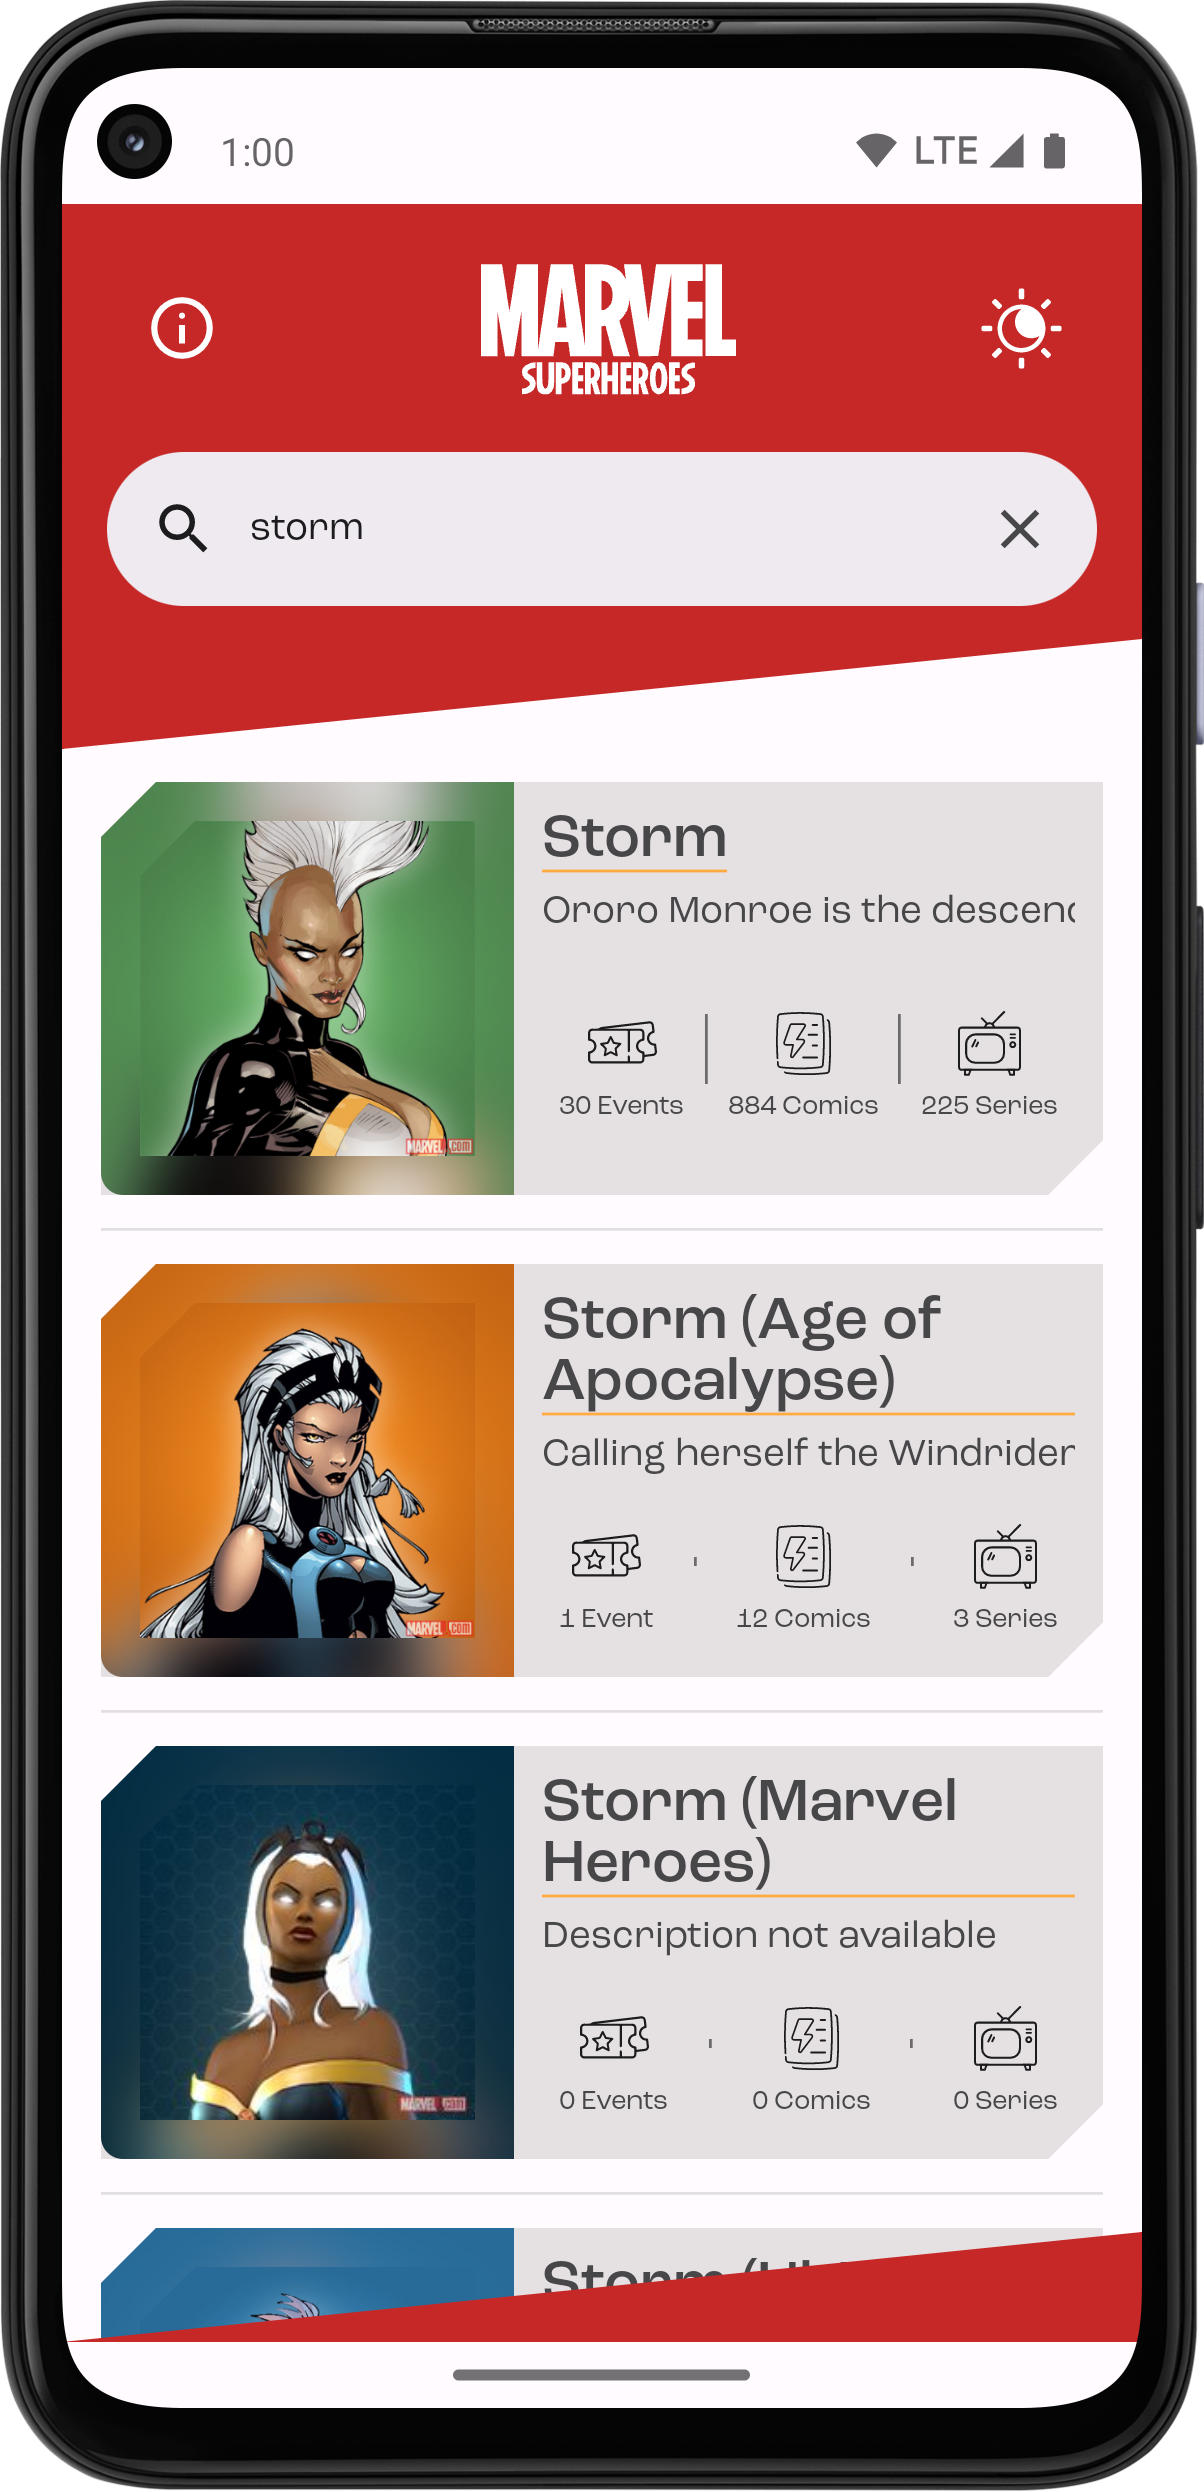 1:00
LTE
MARVEL
SUPERHEROES
storm
Storm
Ororo Monroe is the descend
30 Events
884 Comics
225 Series
MARVEL.COM
Storm (Age of
Apocalypse)
Calling herself the Windrider
1 Event
12 Comics
3 Series
MARVEL.COM
Storm (Marvel
Heroes)
Description not available
0 Events
0 Comics
0 Series
MARVEL.COM
Storm